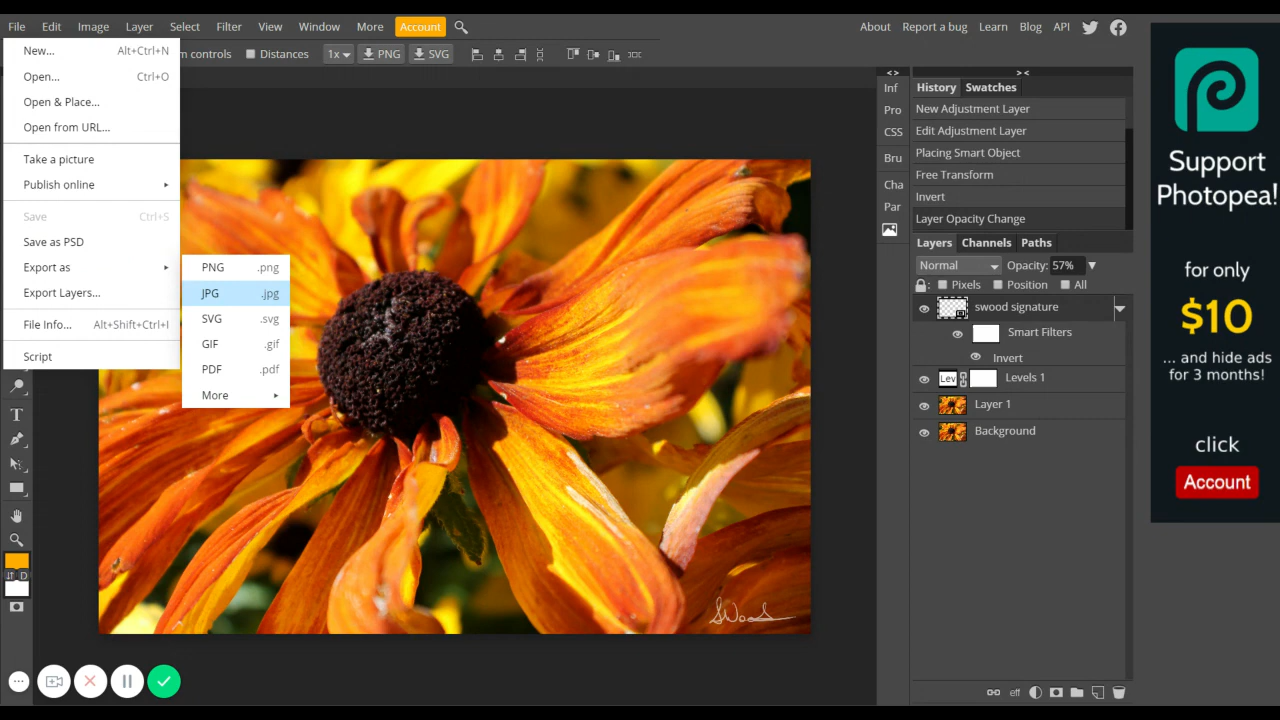 File Edit Image Layer Select Filter View Window More Account About Report a bug Learn Blog API
New... Alt+Ctrl+N
Open... Ctrl+O
Open & Place...
Open from URL...
Take a picture
Publish online
Save Ctrl+S
Save as PSD
Export as
Export Layers...
File Info... Alt+Shift+Ctrl+I
Script
PNG .png
JPG .jpg
SVG .svg
GIF .gif
PDF .pdf
More
m controls Distances 1x PNG SVG
SWood
Inf
Pro
CSS
Bru
Cha
Par
History Swatches
New Adjustment Layer
Edit Adjustment Layer
Placing Smart Object
Free Transform
Invert
Layer Opacity Change
Layers Channels Paths
Normal Opacity: 57%
Pixels Position All
swood signature
Smart Filters
Invert
Lev Levels 1
Layer 1
Background
eff
T
D
Support
Photopea!
for only
$10
... and hide ads
for 3 months!
click
Account